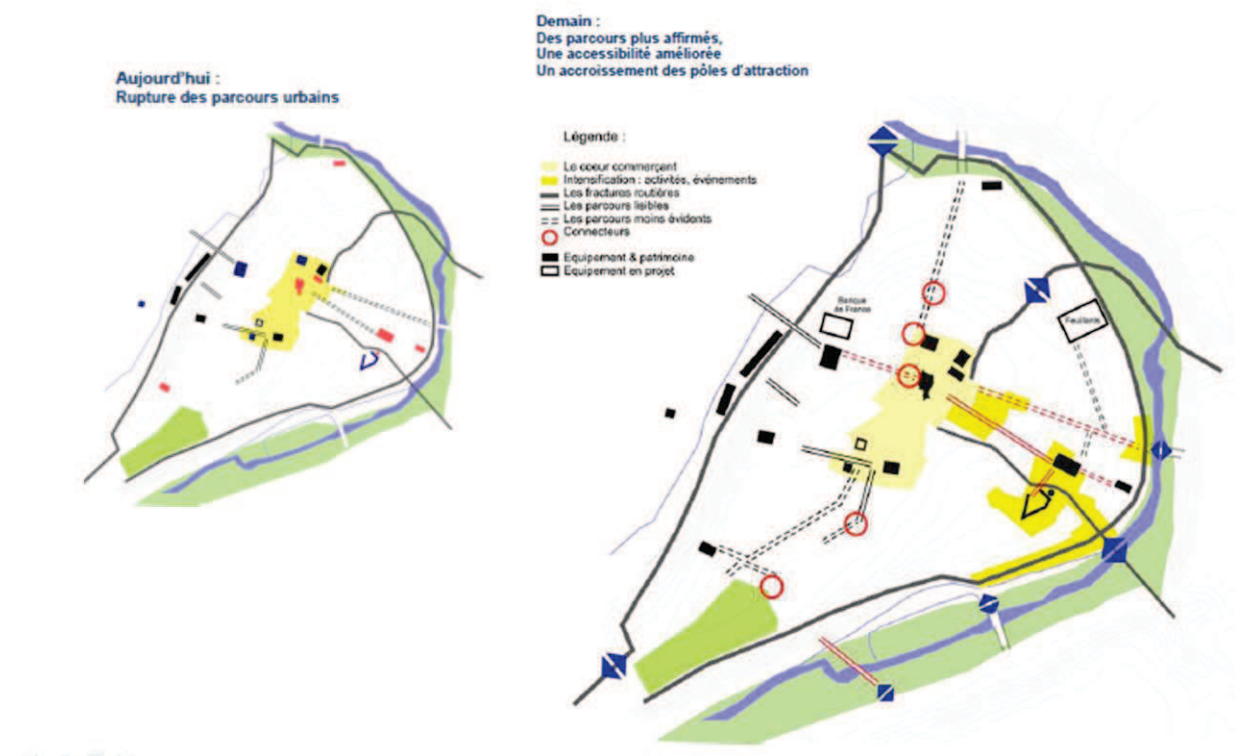 Aujourd'hui :
Rupture des parcours urbains
Demain :
Des parcours plus affirmés,
Une accessibilité améliorée
Un accroissement des pôles d'attraction
Légende :
Le coeur commerçant
Intensification : activités, événements
Les fractures routières
Les parcours lisibles
Les parcours moins évidents
Connecteurs
Equipement & patrimoine
Equipement en projet
Banque
de France
Feuillants